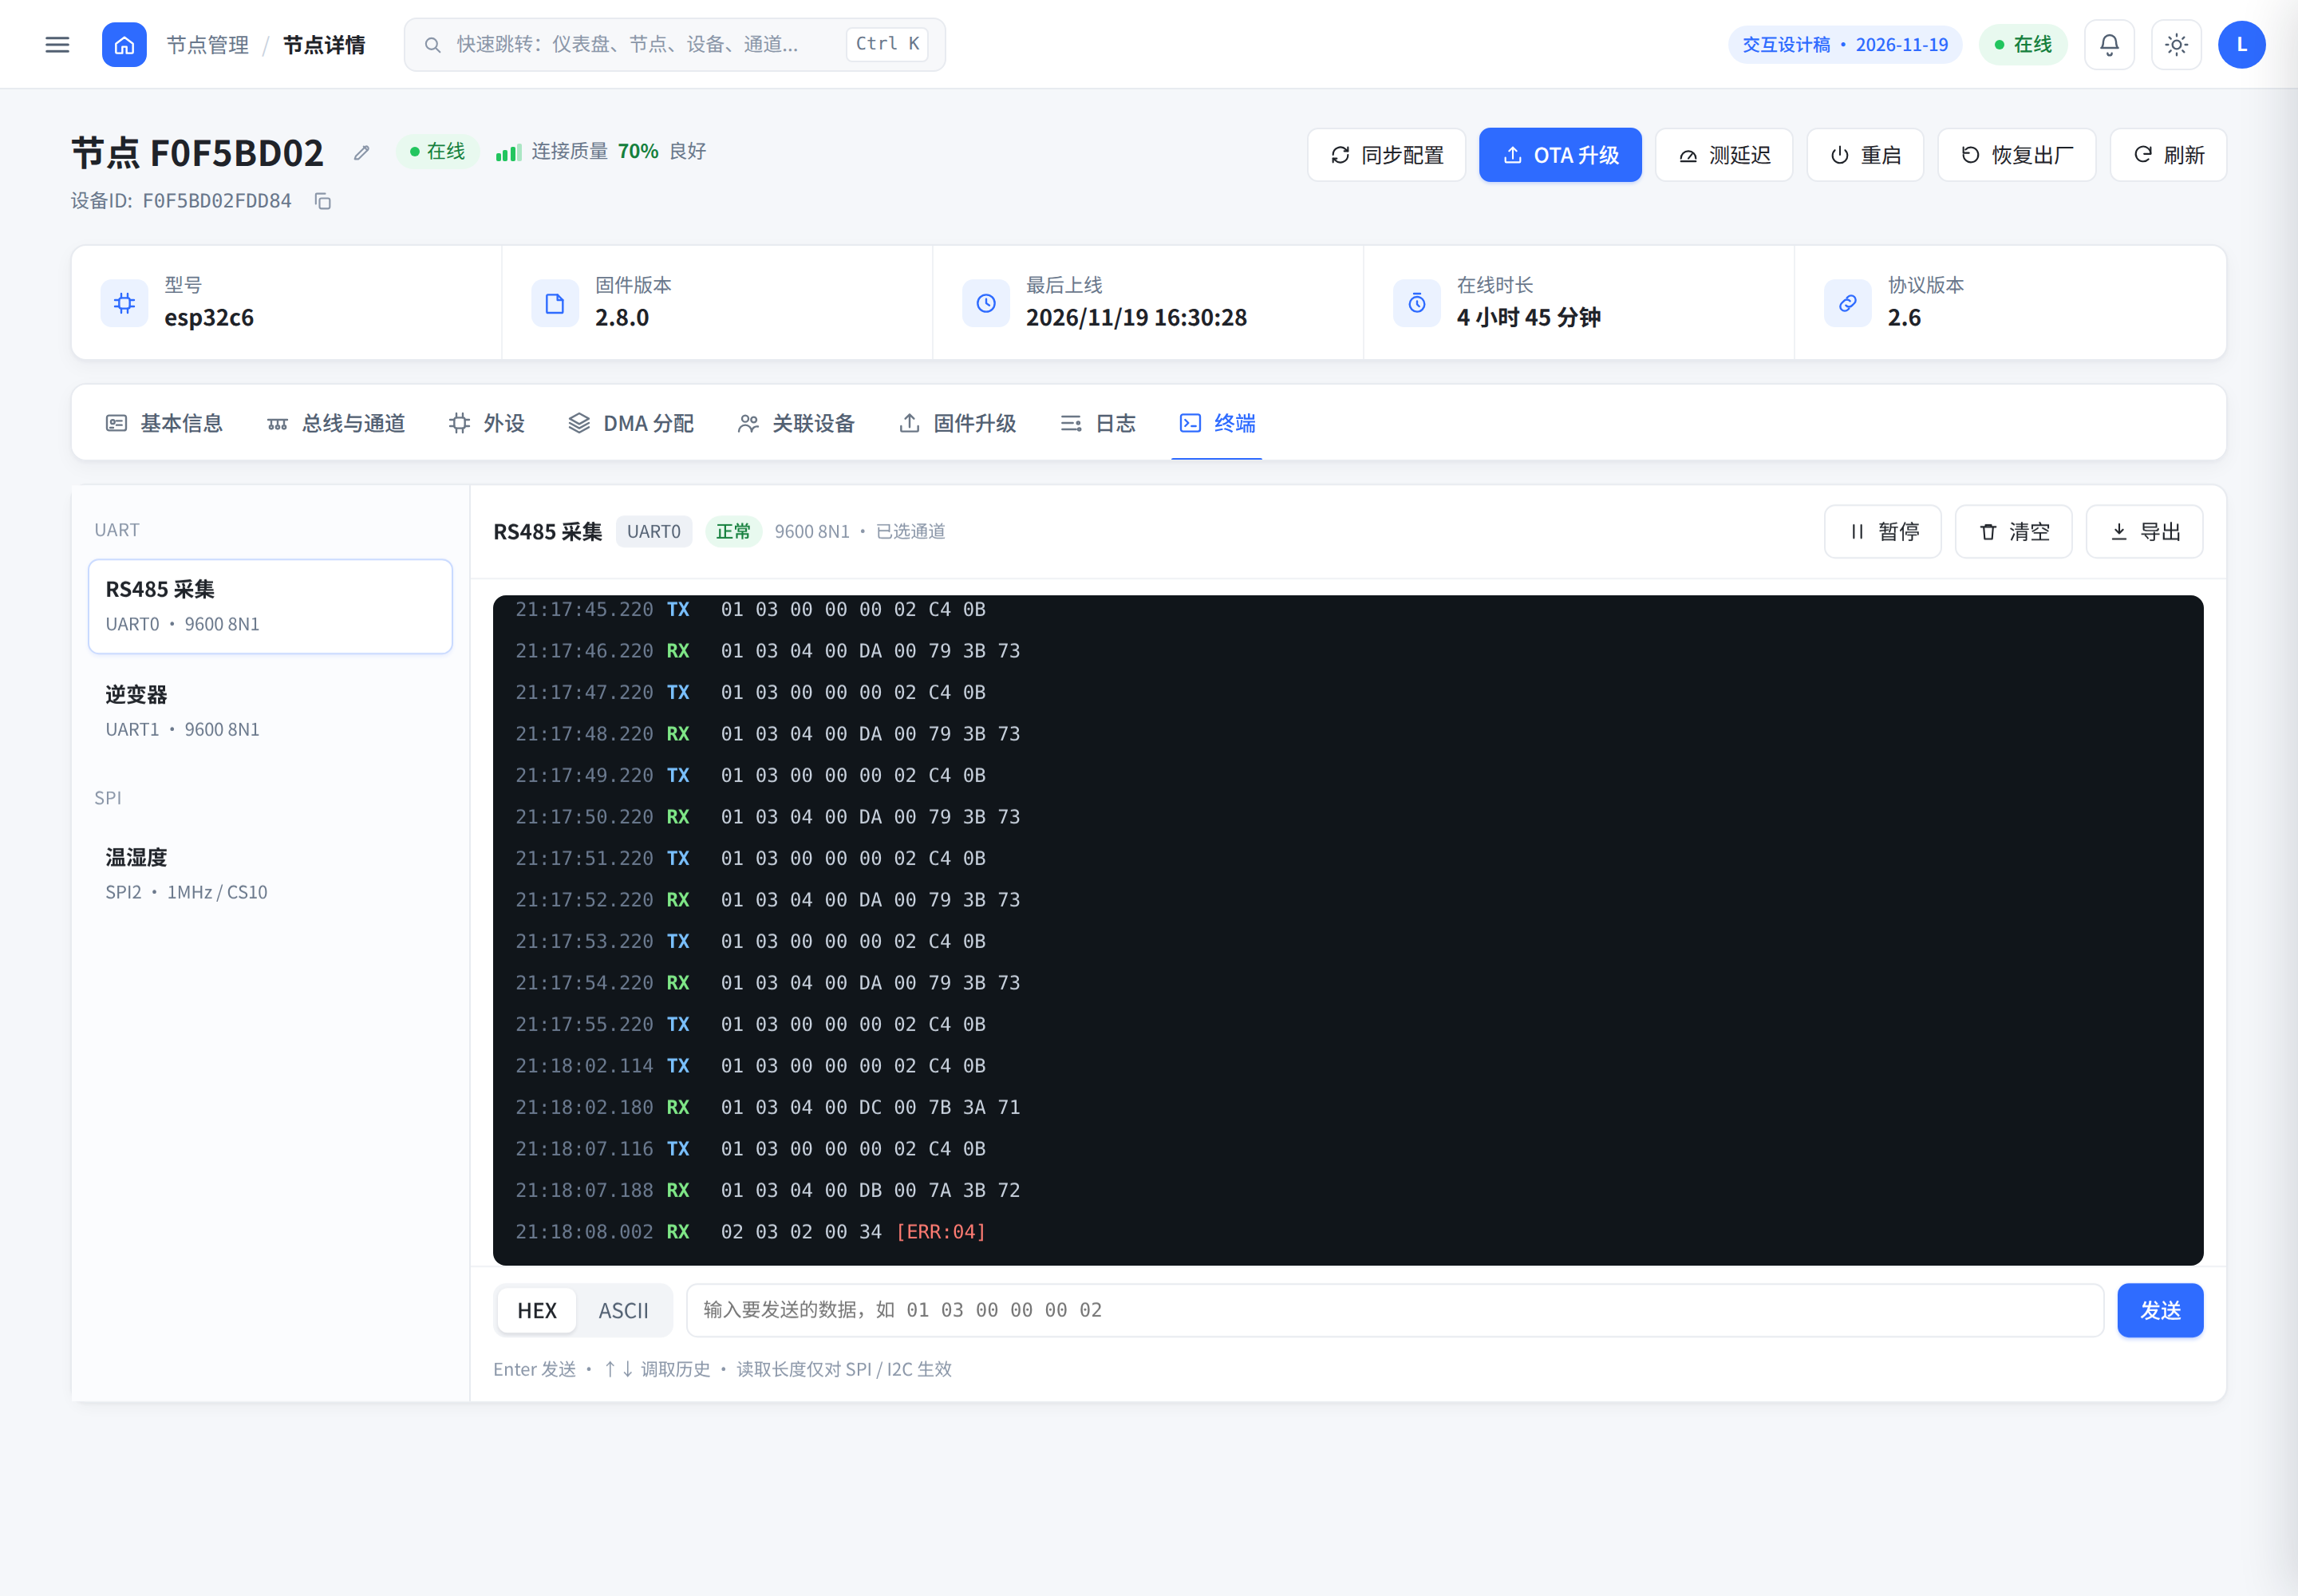 节点管理 / 节点详情
快速跳转：仪表盘、节点、设备、通道... Ctrl K
交互设计稿 · 2026-11-19
在线
L
节点 F0F5BD02
在线
连接质量 70% 良好
同步配置
OTA 升级
测延迟
重启
恢复出厂
刷新
设备ID: F0F5BD02FDD84
型号
esp32c6
固件版本
2.8.0
最后上线
2026/11/19 16:30:28
在线时长
4 小时 45 分钟
协议版本
2.6
基本信息
总线与通道
外设
DMA 分配
关联设备
固件升级
日志
终端
UART
RS485 采集
UART0 · 9600 8N1
逆变器
UART1 · 9600 8N1
SPI
温湿度
SPI2 · 1MHz / CS10
RS485 采集 UART0 正常 9600 8N1 · 已选通道
暂停
清空
导出
21:17:45.220 TX 01 03 00 00 00 02 C4 0B
21:17:46.220 RX 01 03 04 00 DA 00 79 3B 73
21:17:47.220 TX 01 03 00 00 00 02 C4 0B
21:17:48.220 RX 01 03 04 00 DA 00 79 3B 73
21:17:49.220 TX 01 03 00 00 00 02 C4 0B
21:17:50.220 RX 01 03 04 00 DA 00 79 3B 73
21:17:51.220 TX 01 03 00 00 00 02 C4 0B
21:17:52.220 RX 01 03 04 00 DA 00 79 3B 73
21:17:53.220 TX 01 03 00 00 00 02 C4 0B
21:17:54.220 RX 01 03 04 00 DA 00 79 3B 73
21:17:55.220 TX 01 03 00 00 00 02 C4 0B
21:18:02.114 TX 01 03 00 00 00 02 C4 0B
21:18:02.180 RX 01 03 04 00 DC 00 7B 3A 71
21:18:07.116 TX 01 03 00 00 00 02 C4 0B
21:18:07.188 RX 01 03 04 00 DB 00 7A 3B 72
21:18:08.002 RX 02 03 02 00 34 [ERR:04]
HEX
ASCII
输入要发送的数据，如 01 03 00 00 00 02
发送
Enter 发送 · ↑↓ 调取历史 · 读取长度仅对 SPI / I2C 生效